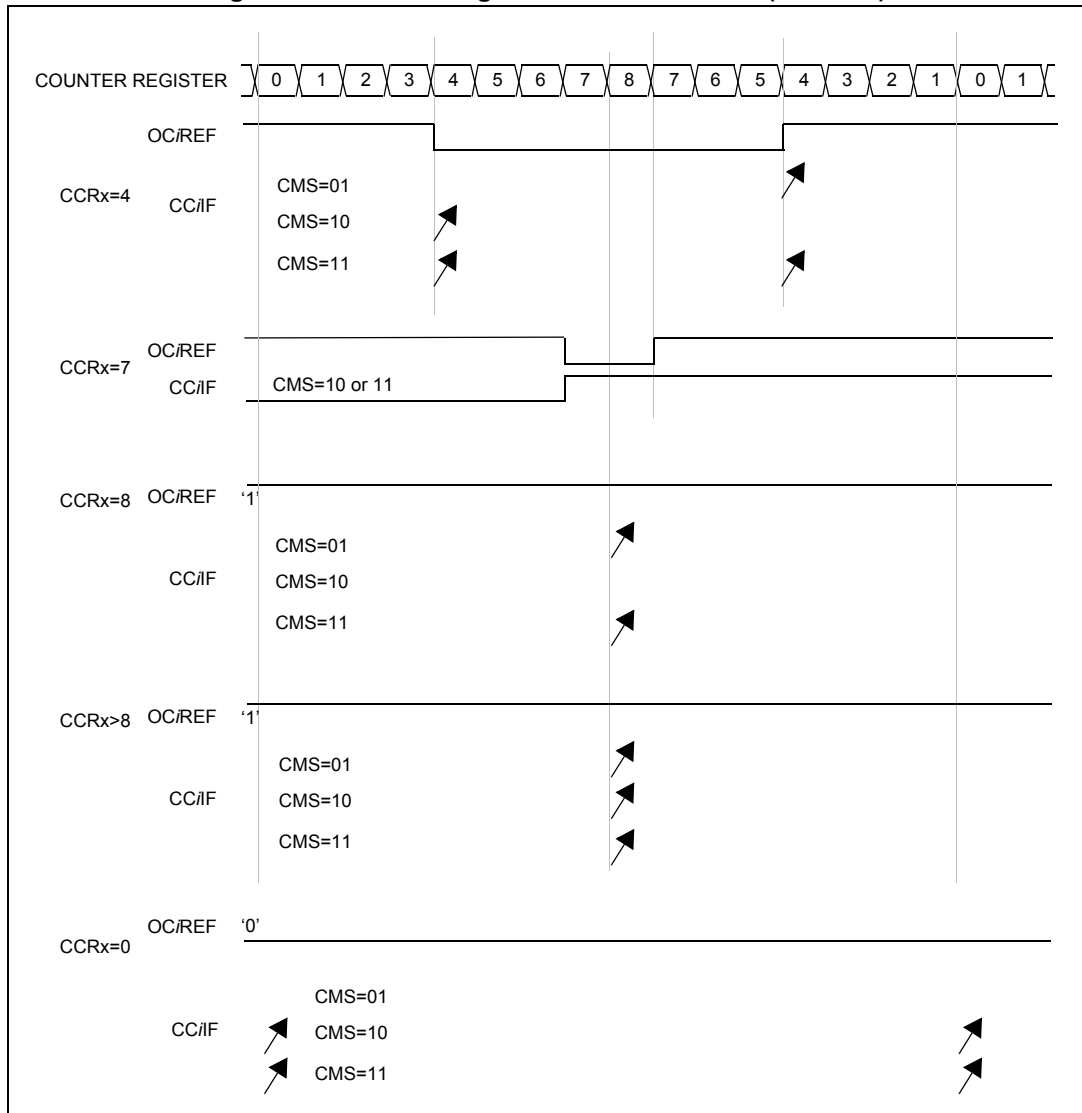 COUNTER REGISTER 0 1 2 3 4 5 6 7 8 7 6 5 4 3 2 1 0 1
OCiREF
CCRx=4 CCiIF
CMS=01
CMS=10
CMS=11
CCRx=7 OCiREF
CCiIF CMS=10 or 11
CCRx=8 OCiREF ‘1’
CMS=01
CCiIF CMS=10
CMS=11
CCRx>8 OCiREF ‘1’
CMS=01
CCiIF CMS=10
CMS=11
CCRx=0 OCiREF ‘0’
CMS=01
CCiIF CMS=10
CMS=11